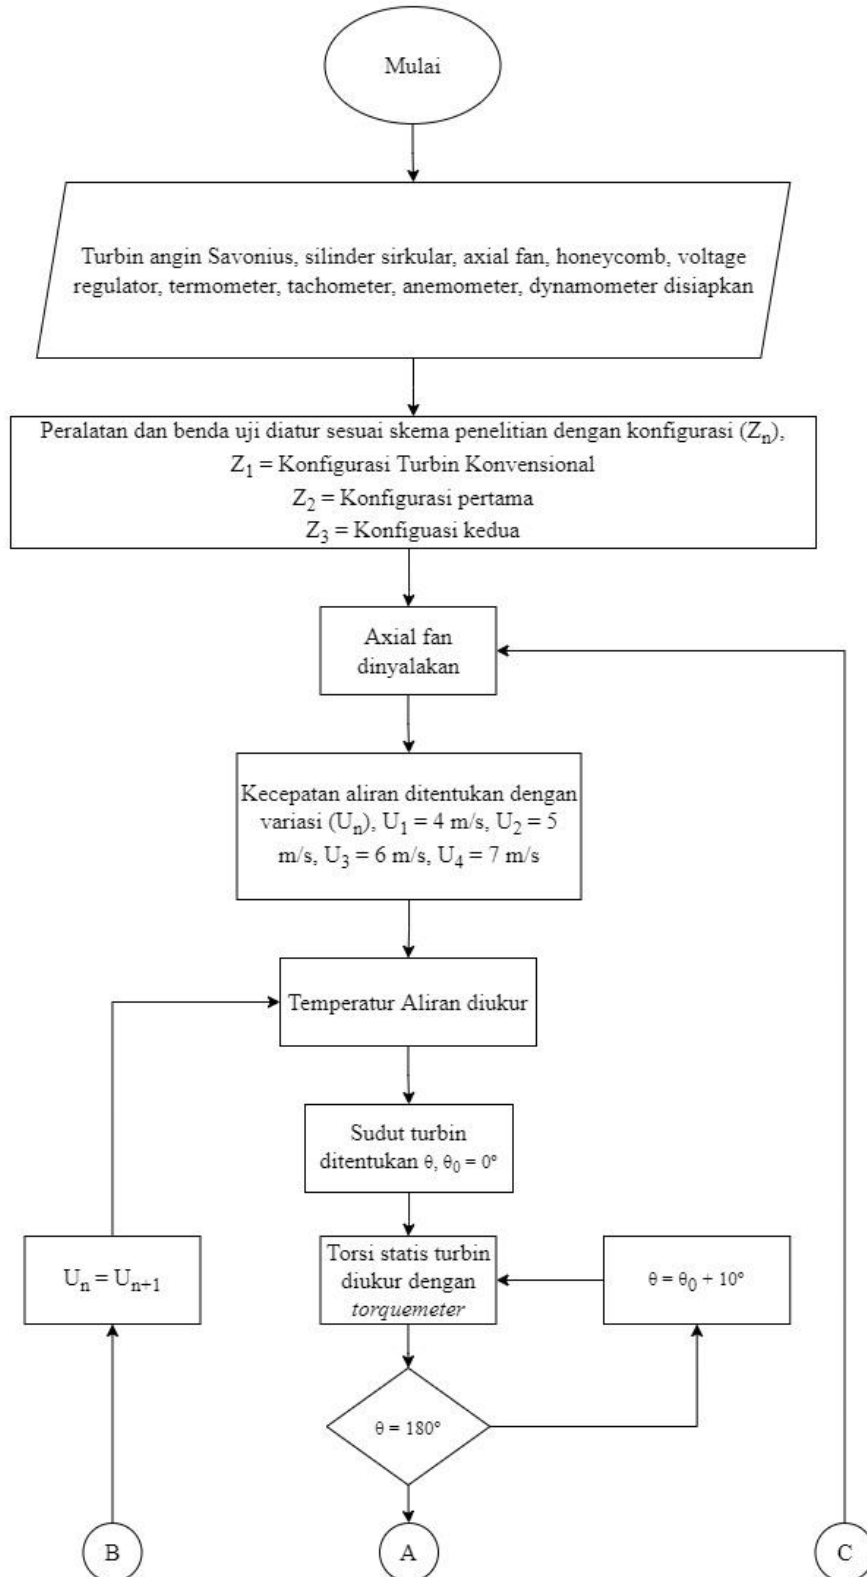 Mulai
Turbin angin Savonius, silinder sirkular, axial fan, honeycomb, voltage
regulator, termometer, tachometer, anemometer, dynamometer disiapkan
Peralatan dan benda uji diatur sesuai skema penelitian dengan konfigurasi (Zₙ),
Z₁ = Konfigurasi Turbin Konvensional
Z₂ = Konfigurasi pertama
Z₃ = Konfiguasi kedua
Axial fan
dinyalakan
Kecepatan aliran ditentukan dengan
variasi (Uₙ), U₁ = 4 m/s, U₂ = 5
m/s, U₃ = 6 m/s, U₄ = 7 m/s
Temperatur Aliran diukur
Sudut turbin
ditentukan θ, θ₀ = 0°
Uₙ = Uₙ₊₁
Torsi statis turbin
diukur dengan
torquemeter
θ = θ₀ + 10°
θ = 180°
B
A
C